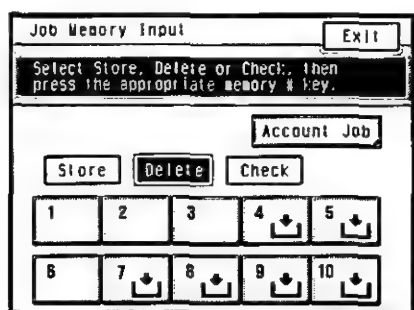 Job Memory Input
Exit
Select Store, Delete or Check, then
press the appropriate memory # key.
Account Job
Store Delete Check
1 2 3 4 5
6 7 8 9 10